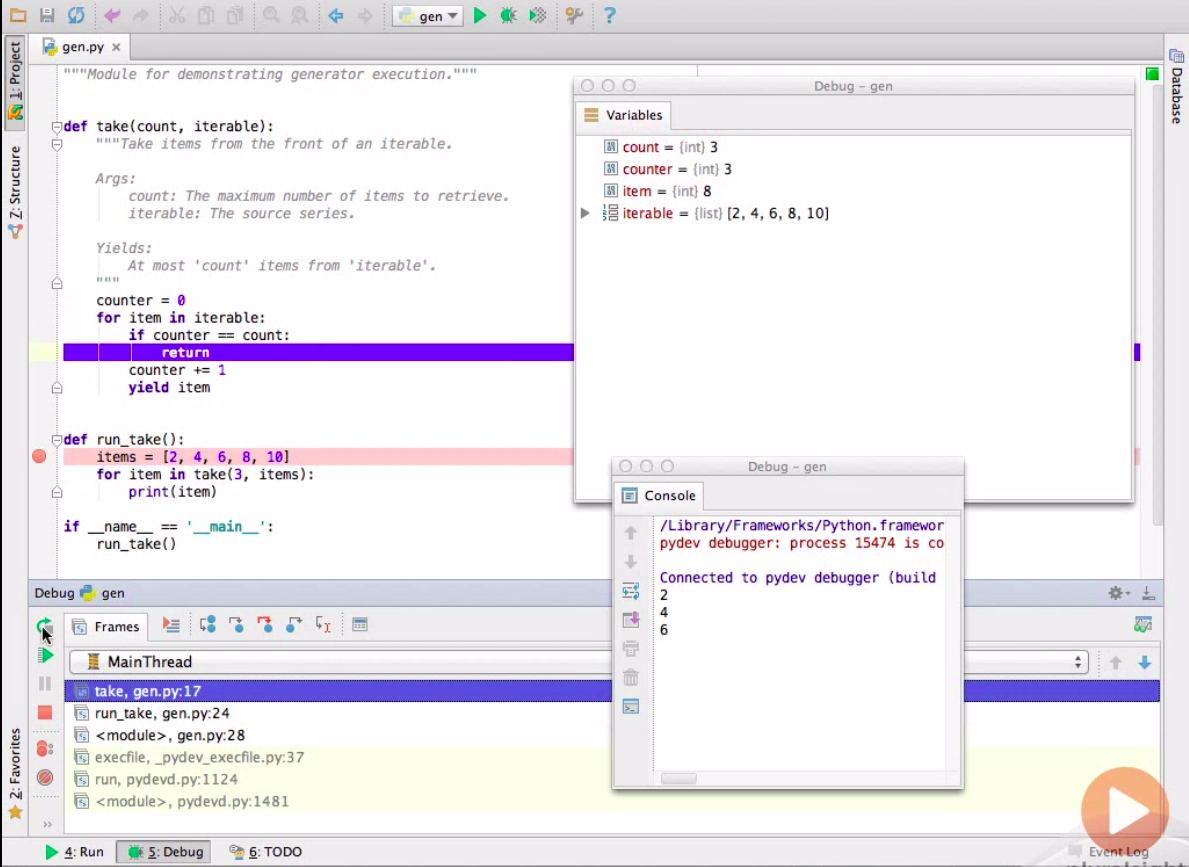 gen
gen.py
1: Project
Z: Structure
2: Favorites
Database
"""Module for demonstrating generator execution."""
def take(count, iterable):
"""Take items from the front of an iterable.
Args:
count: The maximum number of items to retrieve.
iterable: The source series.
Yields:
At most 'count' items from 'iterable'.
"""
counter = 0
for item in iterable:
if counter == count:
return
counter += 1
yield item
def run_take():
items = [2, 4, 6, 8, 10]
for item in take(3, items):
print(item)
if __name__ == '__main__':
run_take()
Debug – gen
Variables
count = {int} 3
counter = {int} 3
item = {int} 8
iterable = {list} [2, 4, 6, 8, 10]
Debug – gen
Console
/Library/Frameworks/Python.framewor
pydev debugger: process 15474 is co
Connected to pydev debugger (build
2
4
6
Debug gen
Frames
MainThread
take, gen.py:17
run_take, gen.py:24
<module>, gen.py:28
execfile, _pydev_execfile.py:37
run, pydevd.py:1124
<module>, pydevd.py:1481
4: Run
5: Debug
6: TODO
Event Log